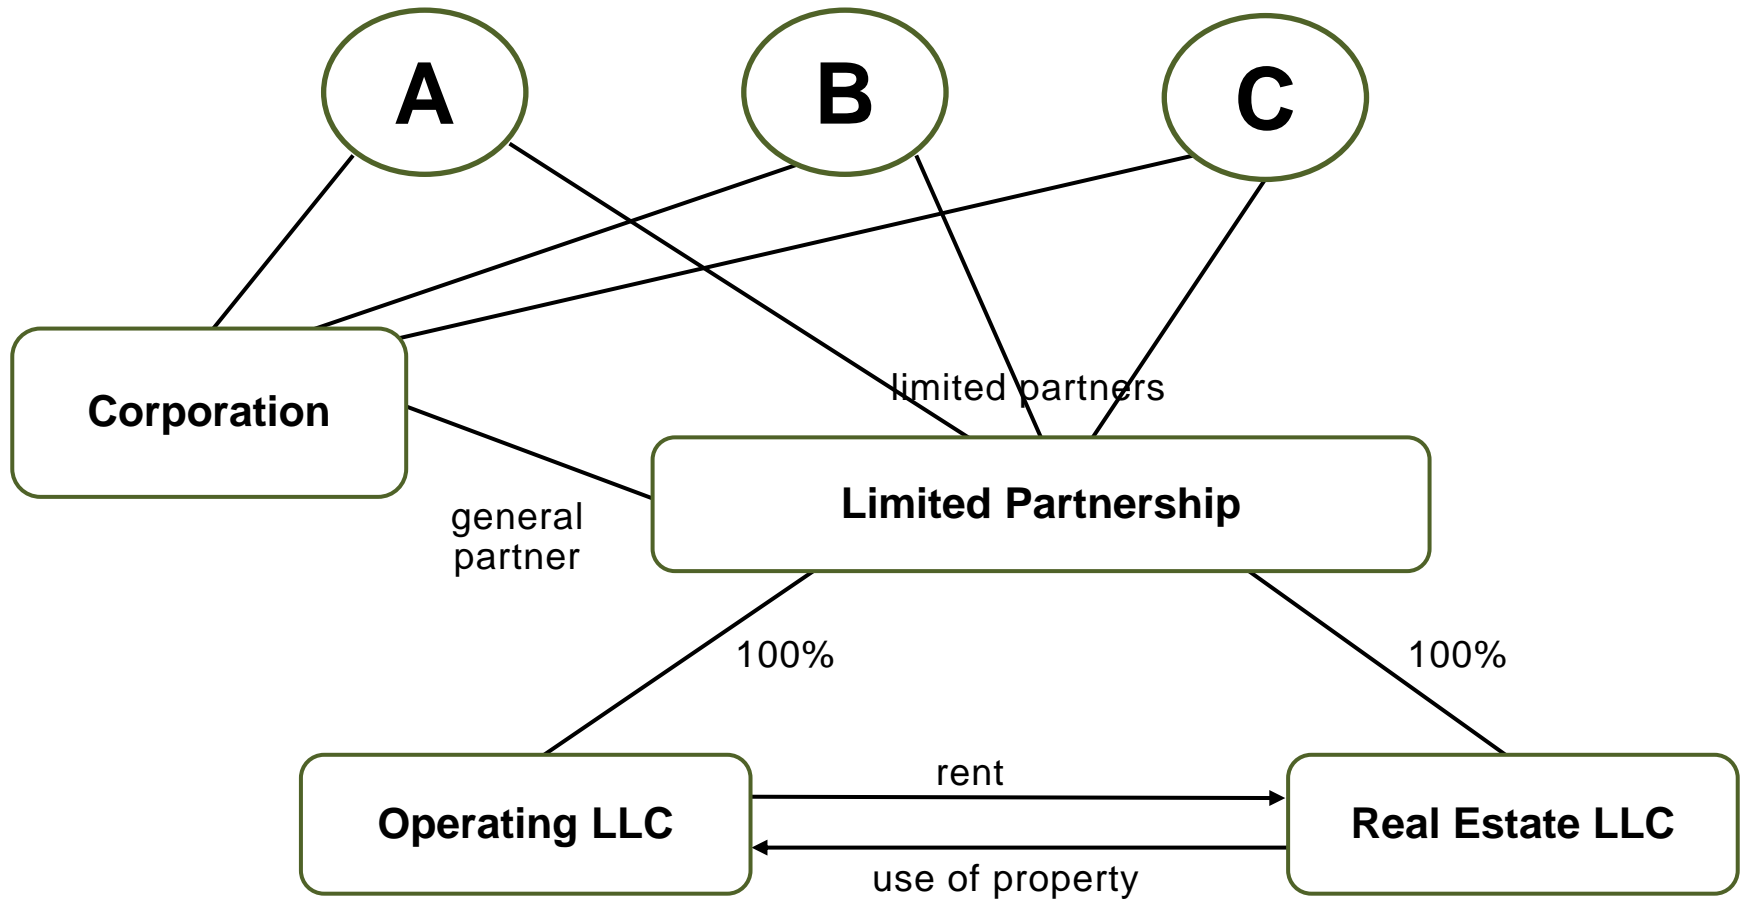 A
B
C
limited partners
Corporation
Limited Partnership
general
partner
100%
100%
rent
Operating LLC
Real Estate LLC
use of property